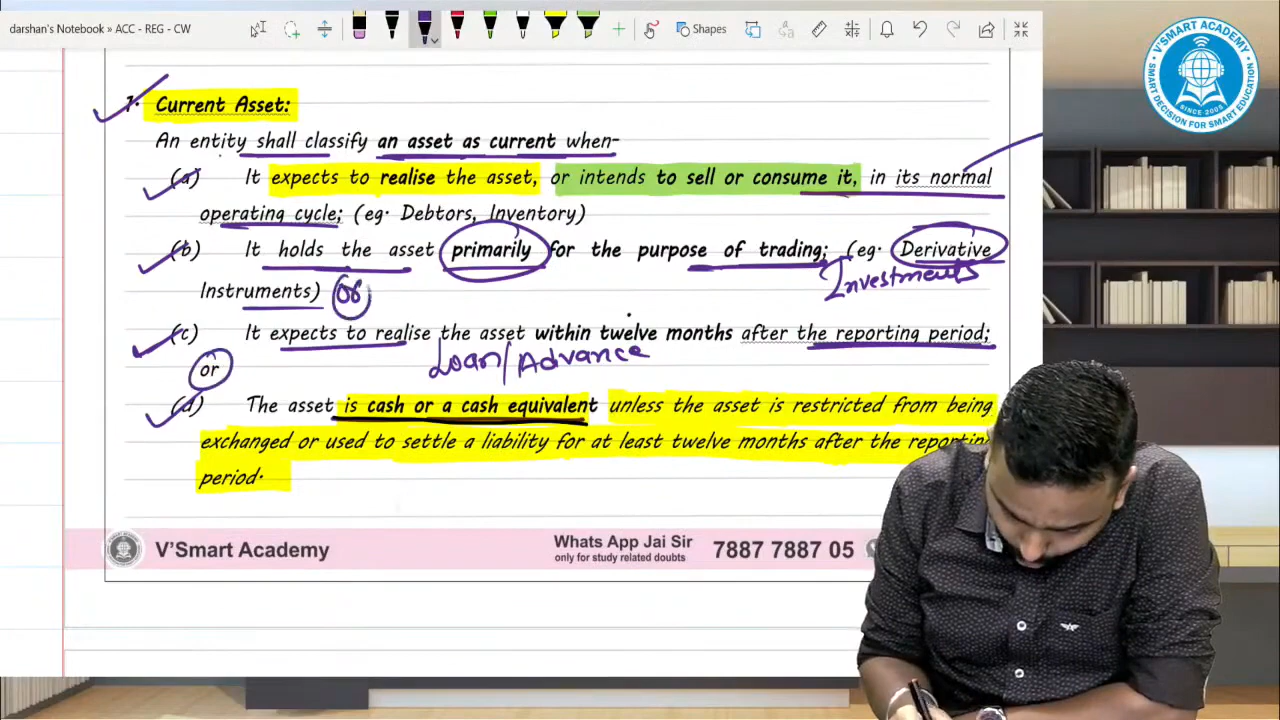 darshan's Notebook » ACC - REG - CW
Shapes
V'SMART ACADEMY
SMART DECISION FOR SMART EDUCATION
SINCE 2005
7. Current Asset:
An entity shall classify an asset as current when-
(a) It expects to realise the asset, or intends to sell or consume it, in its normal
operating cycle; (eg. Debtors, Inventory)
(b) It holds the asset primarily for the purpose of trading; (eg. Derivative
Investments
Instruments) or
(c) It expects to realise the asset within twelve months after the reporting period;
Loan/Advance
or
(d) The asset is cash or a cash equivalent unless the asset is restricted from being
exchanged or used to settle a liability for at least twelve months after the reporting
period.
V'Smart Academy
Whats App Jai Sir
only for study related doubts
7887 7887 05